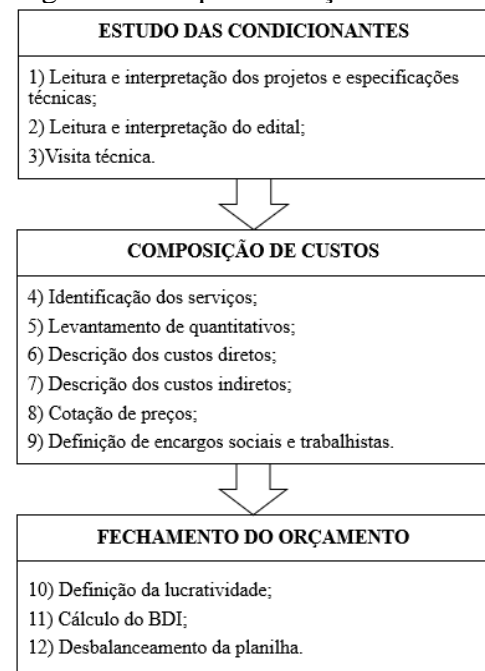 ESTUDO DAS CONDICIONANTES
1) Leitura e interpretação dos projetos e especificações
técnicas;
2) Leitura e interpretação do edital;
3)Visita técnica.
COMPOSIÇÃO DE CUSTOS
4) Identificação dos serviços;
5) Levantamento de quantitativos;
6) Descrição dos custos diretos;
7) Descrição dos custos indiretos;
8) Cotação de preços;
9) Definição de encargos sociais e trabalhistas.
FECHAMENTO DO ORÇAMENTO
10) Definição da lucratividade;
11) Cálculo do BDI;
12) Desbalanceamento da planilha.